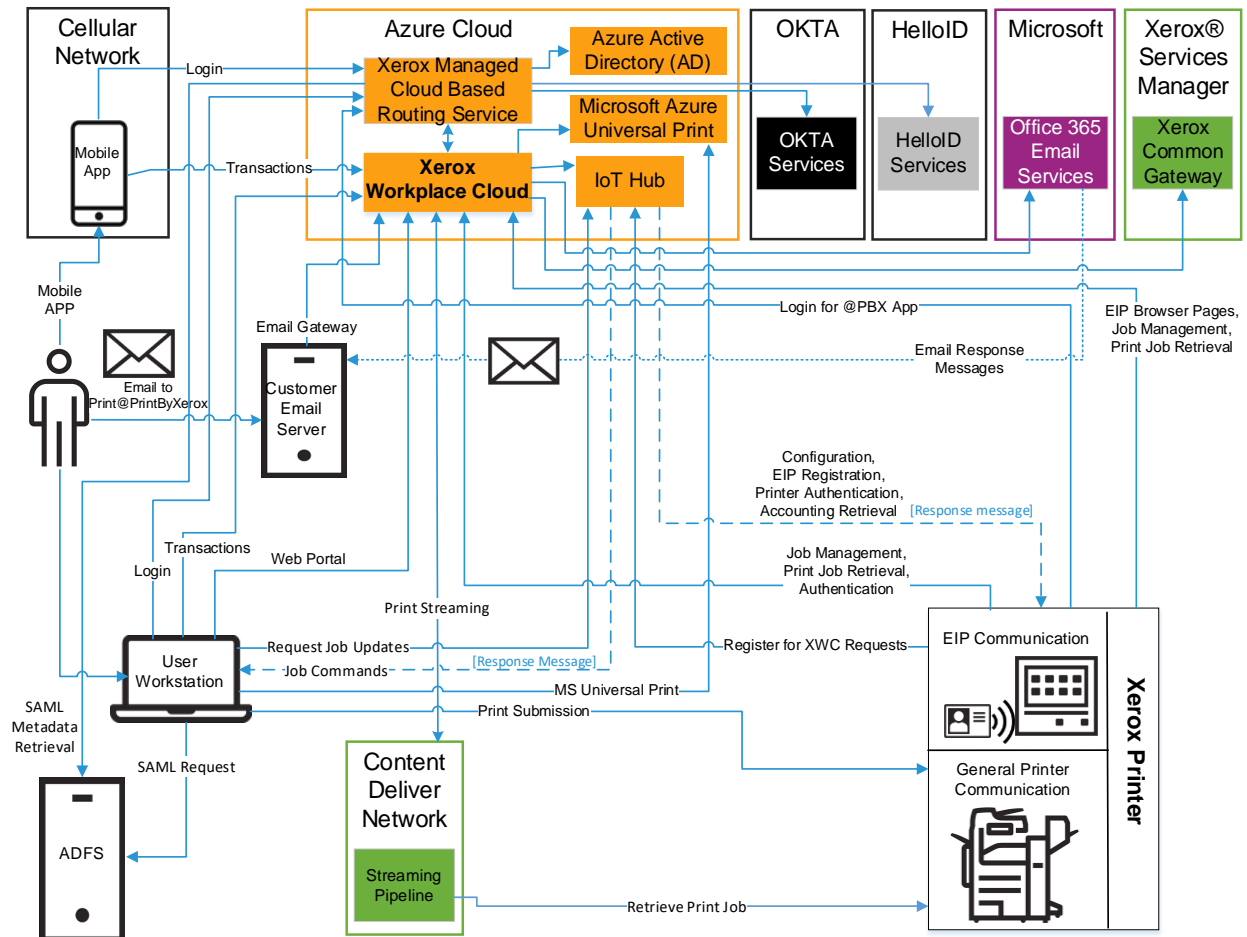 Cellular
Network
Azure Cloud
OKTA
HelloID
Microsoft
Xerox®
Services
Manager
Login
Xerox Managed
Cloud Based
Routing Service
Azure Active
Directory (AD)
Microsoft Azure
Universal Print
Mobile
App
Transactions
Xerox
Workplace Cloud
IoT Hub
OKTA
Services
HelloID
Services
Office 365
Email
Services
Xerox
Common
Gateway
Mobile
APP
Login for @PBX App
EIP Browser Pages,
Job Management,
Print Job Retrieval
Email Gateway
Email Response
Messages
Email to
Print@PrintByXerox
Customer
Email
Server
Configuration,
EIP Registration,
Printer Authentication,
Accounting Retrieval
[Response message]
Transactions
Login
Web Portal
Job Management,
Print Job Retrieval,
Authentication
Print Streaming
Request Job Updates
Register for XWC Requests
EIP Communication
User
Workstation
Job Commands
[Response Message]
MS Universal Print
Print Submission
Xerox Printer
SAML
Metadata
Retrieval
SAML Request
Content
Deliver
Network
General Printer
Communication
ADFS
Streaming
Pipeline
Retrieve Print Job